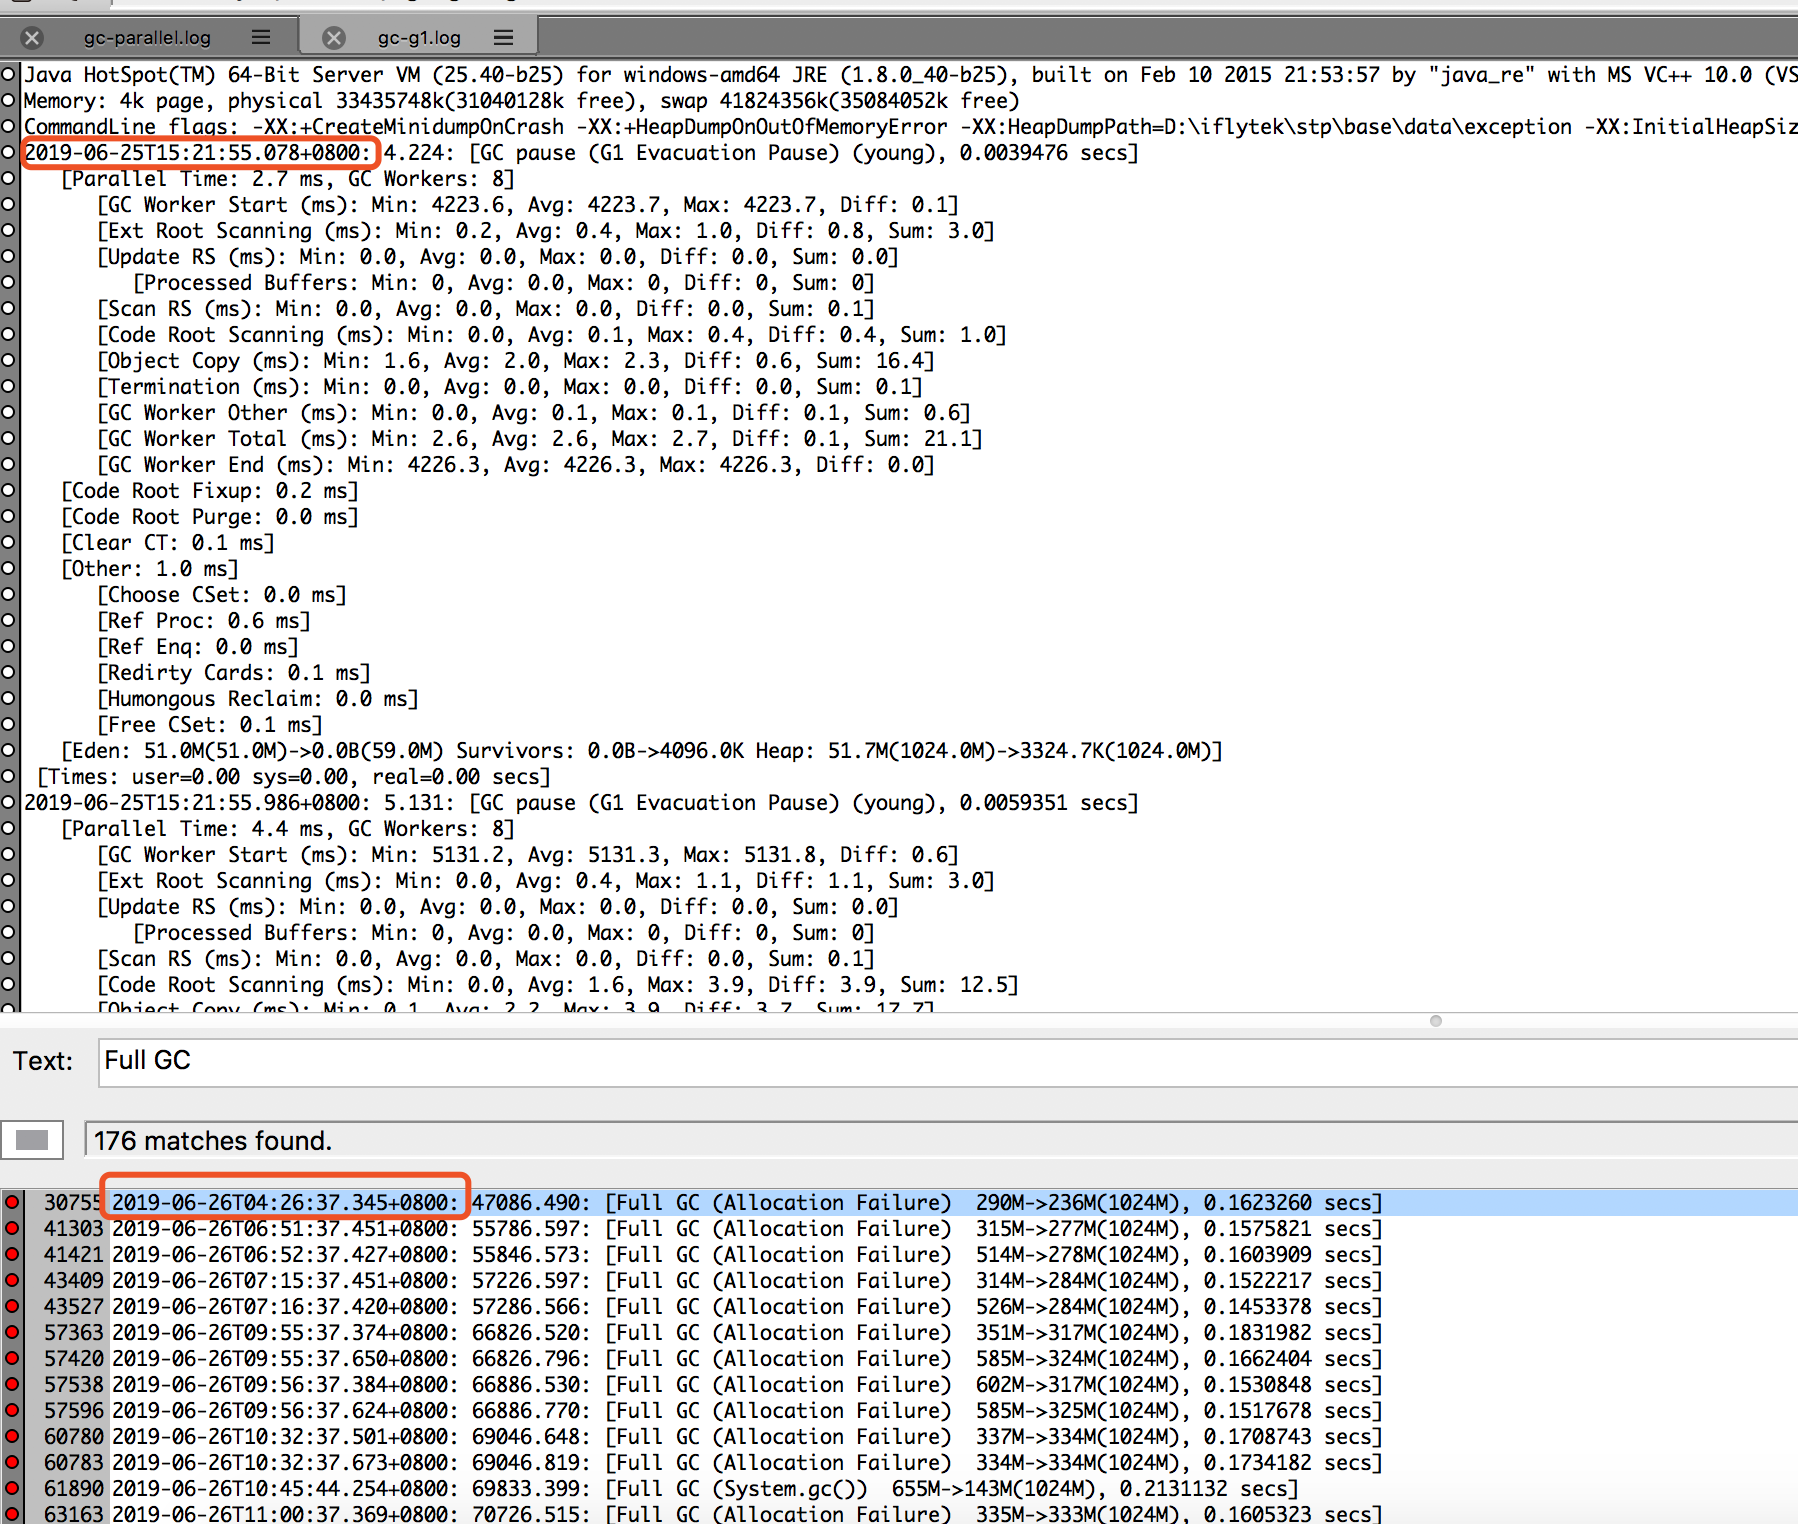 gc-parallel.log
gc-g1.log
Java HotSpot(TM) 64-Bit Server VM (25.40-b25) for windows-amd64 JRE (1.8.0_40-b25), built on Feb 10 2015 21:53:57 by "java_re" with MS VC++ 10.0 (VS
Memory: 4k page, physical 33435748k(31040128k free), swap 41824356k(35084052k free)
CommandLine flags: -XX:+CreateMinidumpOnCrash -XX:+HeapDumpOnOutOfMemoryError -XX:HeapDumpPath=D:\iflytek\stp\base\data\exception -XX:InitialHeapSiz
2019-06-25T15:21:55.078+0800: 4.224: [GC pause (G1 Evacuation Pause) (young), 0.0039476 secs]
[Parallel Time: 2.7 ms, GC Workers: 8]
[GC Worker Start (ms): Min: 4223.6, Avg: 4223.7, Max: 4223.7, Diff: 0.1]
[Ext Root Scanning (ms): Min: 0.2, Avg: 0.4, Max: 1.0, Diff: 0.8, Sum: 3.0]
[Update RS (ms): Min: 0.0, Avg: 0.0, Max: 0.0, Diff: 0.0, Sum: 0.0]
[Processed Buffers: Min: 0, Avg: 0.0, Max: 0, Diff: 0, Sum: 0]
[Scan RS (ms): Min: 0.0, Avg: 0.0, Max: 0.0, Diff: 0.0, Sum: 0.1]
[Code Root Scanning (ms): Min: 0.0, Avg: 0.1, Max: 0.4, Diff: 0.4, Sum: 1.0]
[Object Copy (ms): Min: 1.6, Avg: 2.0, Max: 2.3, Diff: 0.6, Sum: 16.4]
[Termination (ms): Min: 0.0, Avg: 0.0, Max: 0.0, Diff: 0.0, Sum: 0.1]
[GC Worker Other (ms): Min: 0.0, Avg: 0.1, Max: 0.1, Diff: 0.1, Sum: 0.6]
[GC Worker Total (ms): Min: 2.6, Avg: 2.6, Max: 2.7, Diff: 0.1, Sum: 21.1]
[GC Worker End (ms): Min: 4226.3, Avg: 4226.3, Max: 4226.3, Diff: 0.0]
[Code Root Fixup: 0.2 ms]
[Code Root Purge: 0.0 ms]
[Clear CT: 0.1 ms]
[Other: 1.0 ms]
[Choose CSet: 0.0 ms]
[Ref Proc: 0.6 ms]
[Ref Enq: 0.0 ms]
[Redirty Cards: 0.1 ms]
[Humongous Reclaim: 0.0 ms]
[Free CSet: 0.1 ms]
[Eden: 51.0M(51.0M)->0.0B(59.0M) Survivors: 0.0B->4096.0K Heap: 51.7M(1024.0M)->3324.7K(1024.0M)]
[Times: user=0.00 sys=0.00, real=0.00 secs]
2019-06-25T15:21:55.986+0800: 5.131: [GC pause (G1 Evacuation Pause) (young), 0.0059351 secs]
[Parallel Time: 4.4 ms, GC Workers: 8]
[GC Worker Start (ms): Min: 5131.2, Avg: 5131.3, Max: 5131.8, Diff: 0.6]
[Ext Root Scanning (ms): Min: 0.0, Avg: 0.4, Max: 1.1, Diff: 1.1, Sum: 3.0]
[Update RS (ms): Min: 0.0, Avg: 0.0, Max: 0.0, Diff: 0.0, Sum: 0.0]
[Processed Buffers: Min: 0, Avg: 0.0, Max: 0, Diff: 0, Sum: 0]
[Scan RS (ms): Min: 0.0, Avg: 0.0, Max: 0.0, Diff: 0.0, Sum: 0.1]
[Code Root Scanning (ms): Min: 0.0, Avg: 1.6, Max: 3.9, Diff: 3.9, Sum: 12.5]
[Object Copy (ms): Min: 0.1, Avg: 2.2, Max: 3.9, Diff: 3.7, Sum: 17.7]
Text: Full GC
176 matches found.
30755 2019-06-26T04:26:37.345+0800: 47086.490: [Full GC (Allocation Failure) 290M->236M(1024M), 0.1623260 secs]
41303 2019-06-26T06:51:37.451+0800: 55786.597: [Full GC (Allocation Failure) 315M->277M(1024M), 0.1575821 secs]
41421 2019-06-26T06:52:37.427+0800: 55846.573: [Full GC (Allocation Failure) 514M->278M(1024M), 0.1603909 secs]
43409 2019-06-26T07:15:37.451+0800: 57226.597: [Full GC (Allocation Failure) 314M->284M(1024M), 0.1522217 secs]
43527 2019-06-26T07:16:37.420+0800: 57286.566: [Full GC (Allocation Failure) 526M->284M(1024M), 0.1453378 secs]
57363 2019-06-26T09:55:37.374+0800: 66826.520: [Full GC (Allocation Failure) 351M->317M(1024M), 0.1831982 secs]
57420 2019-06-26T09:55:37.650+0800: 66826.796: [Full GC (Allocation Failure) 585M->324M(1024M), 0.1662404 secs]
57538 2019-06-26T09:56:37.384+0800: 66886.530: [Full GC (Allocation Failure) 602M->317M(1024M), 0.1530848 secs]
57596 2019-06-26T09:56:37.624+0800: 66886.770: [Full GC (Allocation Failure) 585M->325M(1024M), 0.1517678 secs]
60780 2019-06-26T10:32:37.501+0800: 69046.648: [Full GC (Allocation Failure) 337M->334M(1024M), 0.1708743 secs]
60783 2019-06-26T10:32:37.673+0800: 69046.819: [Full GC (Allocation Failure) 334M->334M(1024M), 0.1734182 secs]
61890 2019-06-26T10:45:44.254+0800: 69833.399: [Full GC (System.gc()) 655M->143M(1024M), 0.2131132 secs]
63163 2019-06-26T11:00:37.369+0800: 70726.515: [Full GC (Allocation Failure) 335M->333M(1024M), 0.1605323 secs]